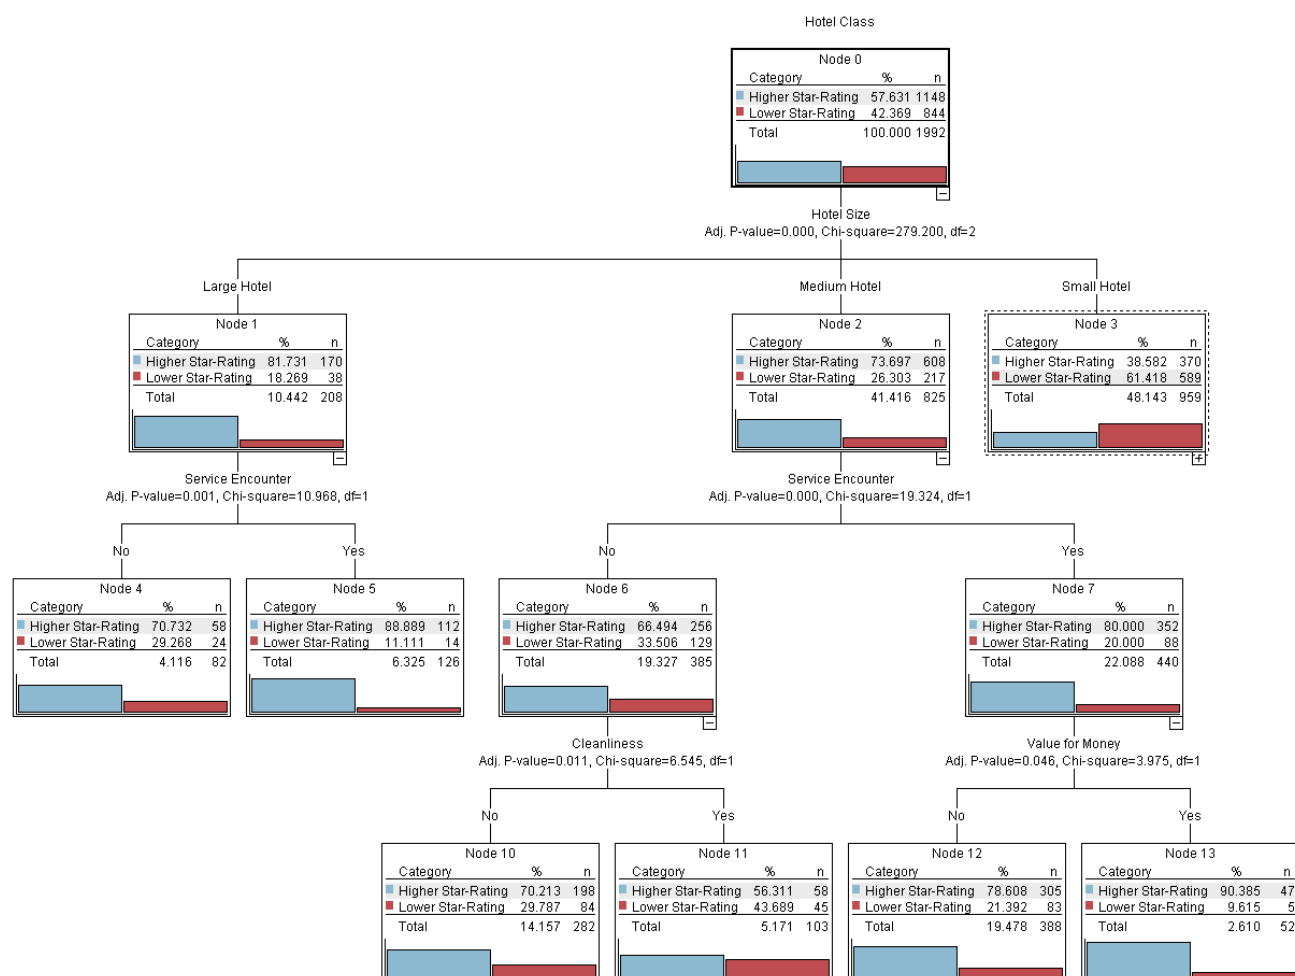 Hotel Class
Node 0
Category % n
Higher Star-Rating 57.631 1148
Lower Star-Rating 42.369 844
Total 100.000 1992
Hotel Size
Adj. P-value=0.000, Chi-square=279.200, df=2
Large Hotel
Medium Hotel
Small Hotel
Node 1
Category % n
Higher Star-Rating 81.731 170
Lower Star-Rating 18.269 38
Total 10.442 208
Node 2
Category % n
Higher Star-Rating 73.697 608
Lower Star-Rating 26.303 217
Total 41.416 825
Node 3
Category % n
Higher Star-Rating 38.582 370
Lower Star-Rating 61.418 589
Total 48.143 959
Service Encounter
Adj. P-value=0.001, Chi-square=10.968, df=1
Service Encounter
Adj. P-value=0.000, Chi-square=19.324, df=1
No
Yes
No
Yes
Node 4
Category % n
Higher Star-Rating 70.732 58
Lower Star-Rating 29.268 24
Total 4.116 82
Node 5
Category % n
Higher Star-Rating 88.889 112
Lower Star-Rating 11.111 14
Total 6.325 126
Node 6
Category % n
Higher Star-Rating 66.494 256
Lower Star-Rating 33.506 129
Total 19.327 385
Node 7
Category % n
Higher Star-Rating 80.000 352
Lower Star-Rating 20.000 88
Total 22.088 440
Cleanliness
Adj. P-value=0.011, Chi-square=6.545, df=1
Value for Money
Adj. P-value=0.046, Chi-square=3.975, df=1
No
Yes
No
Yes
Node 10
Category % n
Higher Star-Rating 70.213 198
Lower Star-Rating 29.787 84
Total 14.157 282
Node 11
Category % n
Higher Star-Rating 56.311 58
Lower Star-Rating 43.689 45
Total 5.171 103
Node 12
Category % n
Higher Star-Rating 78.608 305
Lower Star-Rating 21.392 83
Total 19.478 388
Node 13
Category % n
Higher Star-Rating 90.385 47
Lower Star-Rating 9.615 5
Total 2.610 52